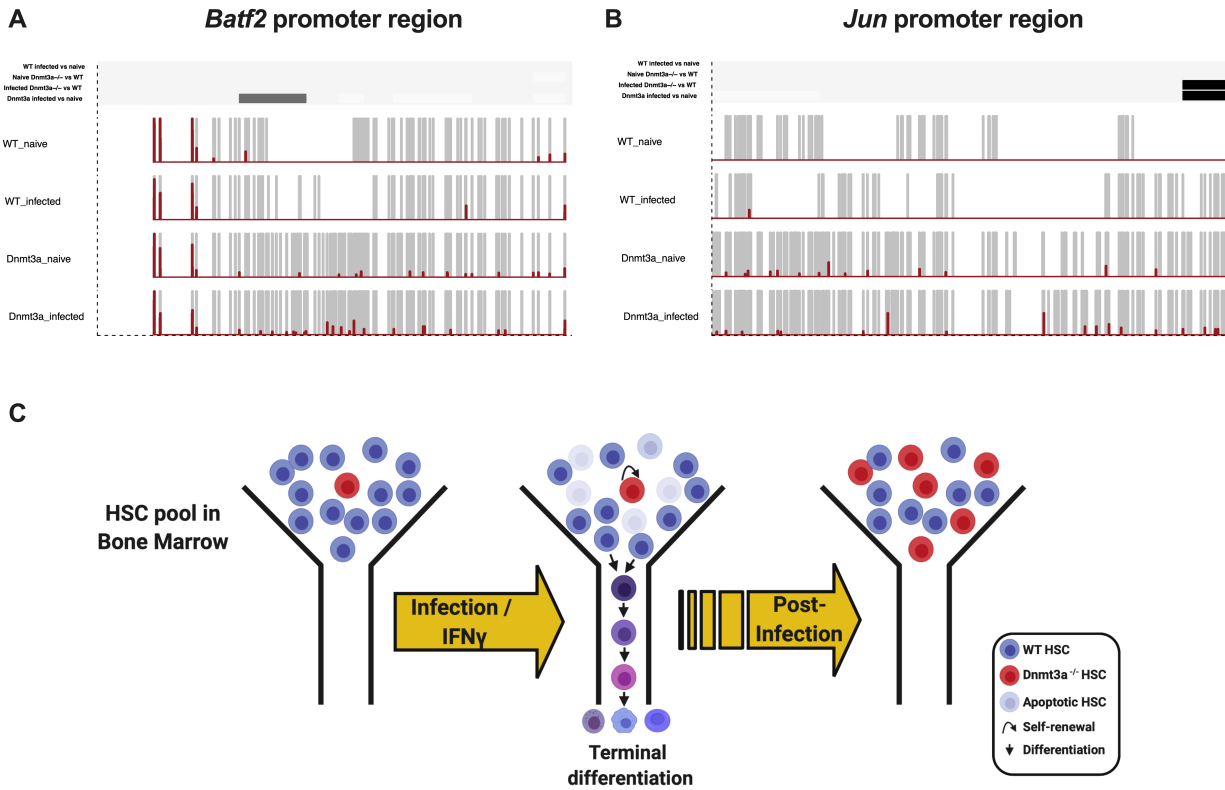 A
Batf2 promoter region
WT infected vs naive
Naive Dnmt3a−/− vs WT
Infected Dnmt3a−/− vs WT
Dnmt3a infected vs naive
WT_naive
WT_infected
Dnmt3a_naive
Dnmt3a_infected
B
Jun promoter region
WT infected vs naive
Naive Dnmt3a−/− vs WT
Infected Dnmt3a−/− vs WT
Dnmt3a infected vs naive
WT_naive
WT_infected
Dnmt3a_naive
Dnmt3a_infected
C
HSC pool in
Bone Marrow
Infection /
IFNγ
Terminal
differentiation
Post-
Infection
WT HSC
Dnmt3a⁻/⁻ HSC
Apoptotic HSC
Self-renewal
Differentiation